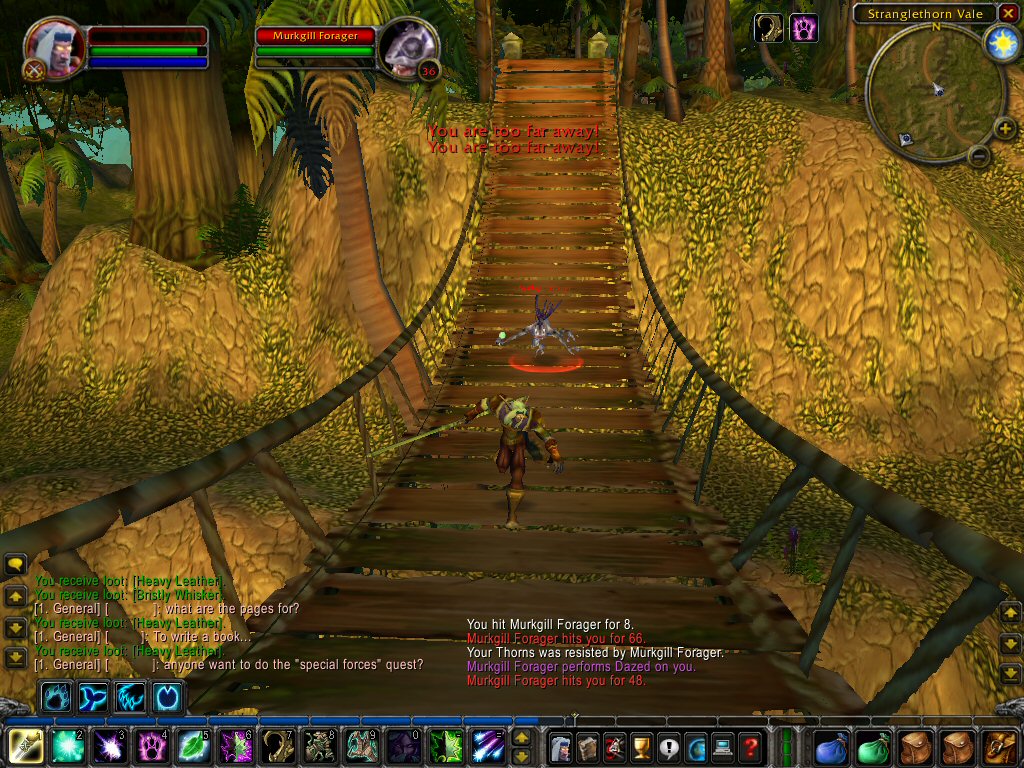 Stranglethorn Vale
Murkgill Forager
N
36
You are too far away!
You are too far away!
You receive loot: [Heavy Leather].
You receive loot: [Bristly Whisker].
[1. General] [ ]: what are the pages for?
You receive loot: [Heavy Leather].
[1. General] [ ]: To write a book...
You receive loot: [Heavy Leather].
[1. General] [ ]: anyone want to do the "special forces" quest?
You hit Murkgill Forager for 8.
Murkgill Forager hits you for 66.
Your Thorns was resisted by Murkgill Forager.
Murkgill Forager performs Dazed on you.
Murkgill Forager hits you for 48.
1 2 3 4 5 6 7 8 9 0 - =